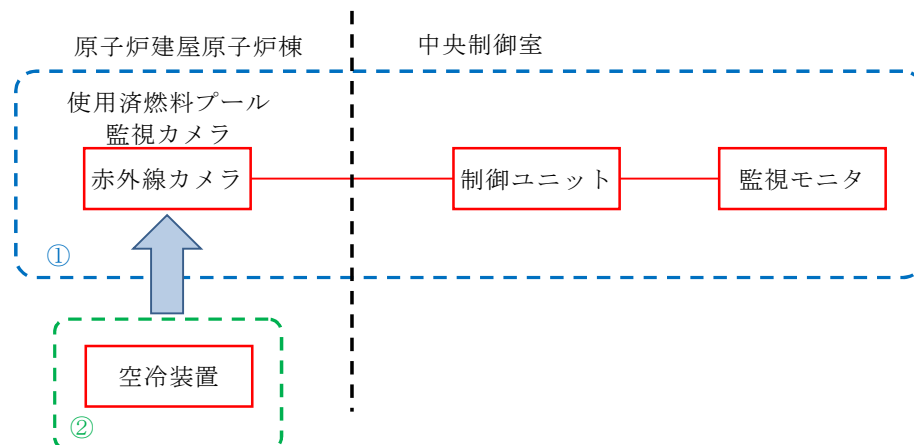 原子炉建屋原子炉棟
中央制御室
使用済燃料プール
監視カメラ
赤外線カメラ
制御ユニット
監視モニタ
①
空冷装置
②